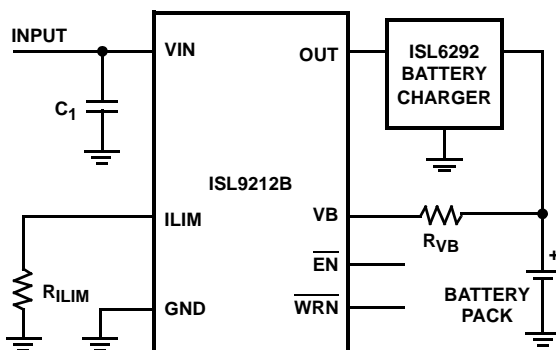 INPUT
VIN
OUT
ISL6292
BATTERY
CHARGER
C1
ISL9212B
ILIM
VB
RVB
EN
RILIM
GND
WRN
+
BATTERY
PACK